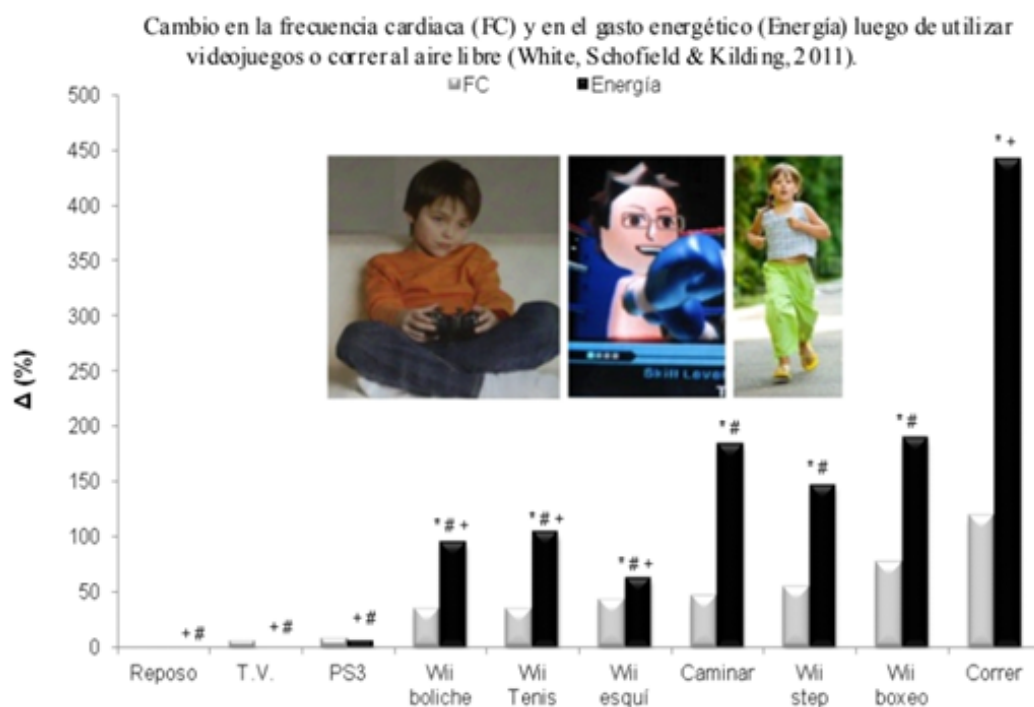 Cambio en la frecuencia cardiaca (FC) y en el gasto energético (Energía) luego de utilizar
videojuegos o correr al aire libre (White, Schofield & Kilding, 2011).
FC Energía
500
450
400
350
300
250
200
150
100
50
0
Δ (%)
+ #
+ #
+ #
* # +
* # +
* # +
* #
* #
* #
* +
Skill Level
Reposo T.V. PS3 Wii boliche Wii Tenis Wii esquí Caminar Wii step Wii boxeo Correr